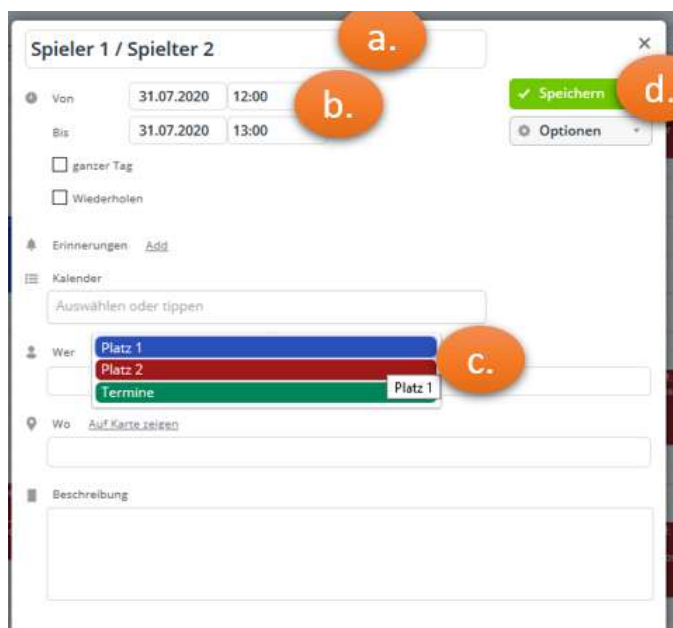 Spieler 1 / Spielter 2
a.
Von 31.07.2020 12:00
b.
Speichern
d.
Bis 31.07.2020 13:00
Optionen
ganzer Tag
Wiederholen
Erinnerungen Add
Kalender
Auswählen oder tippen
Wer
Platz 1
Platz 2
Termine
Platz 1
c.
Wo Auf Karte zeigen
Beschreibung